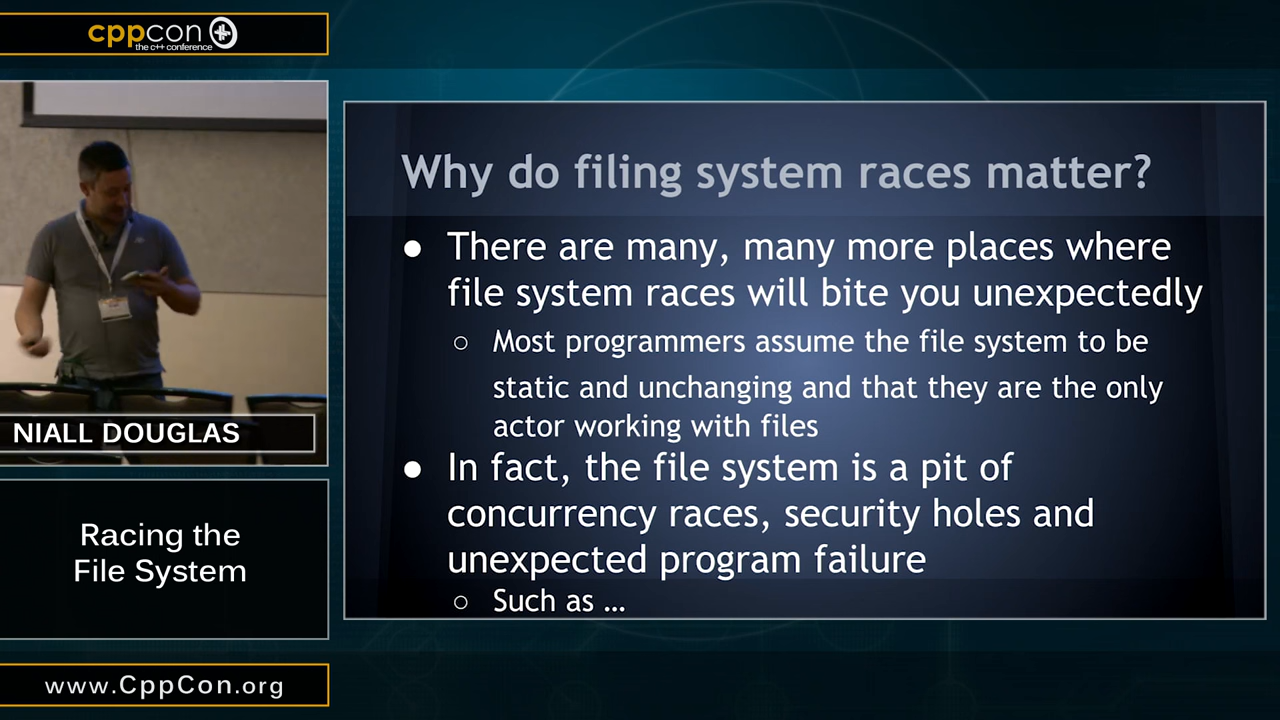 cppcon
the c++ conference
NIALL DOUGLAS
Racing the
File System
www.CppCon.org
Why do filing system races matter?
● There are many, many more places where
file system races will bite you unexpectedly
○ Most programmers assume the file system to be
static and unchanging and that they are the only
actor working with files
● In fact, the file system is a pit of
concurrency races, security holes and
unexpected program failure
○ Such as …